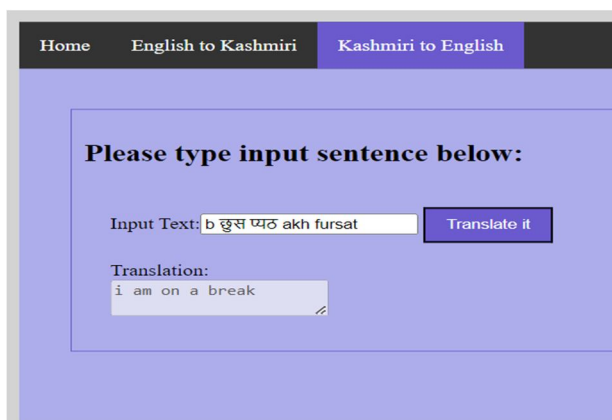 Home English to Kashmiri Kashmiri to English
Please type input sentence below:
Input Text: b छुस प्यठ akh fursat Translate it
Translation:
i am on a break